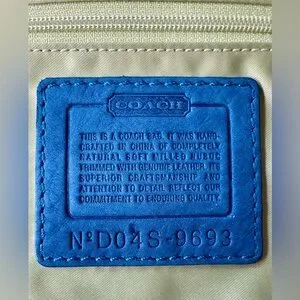 COACH
THIS IS A COACH BAG. IT WAS HAND-
CRAFTED IN CHINA OF COMPLETELY
NATURAL SOFT MILLED NUBUC
TRIMMED WITH GENUINE LEATHER. ITS
SUPERIOR CRAFTSMANSHIP AND
ATTENTION TO DETAIL REFLECT OUR
COMMITMENT TO ENDURING QUALITY.
NºD04S-9693